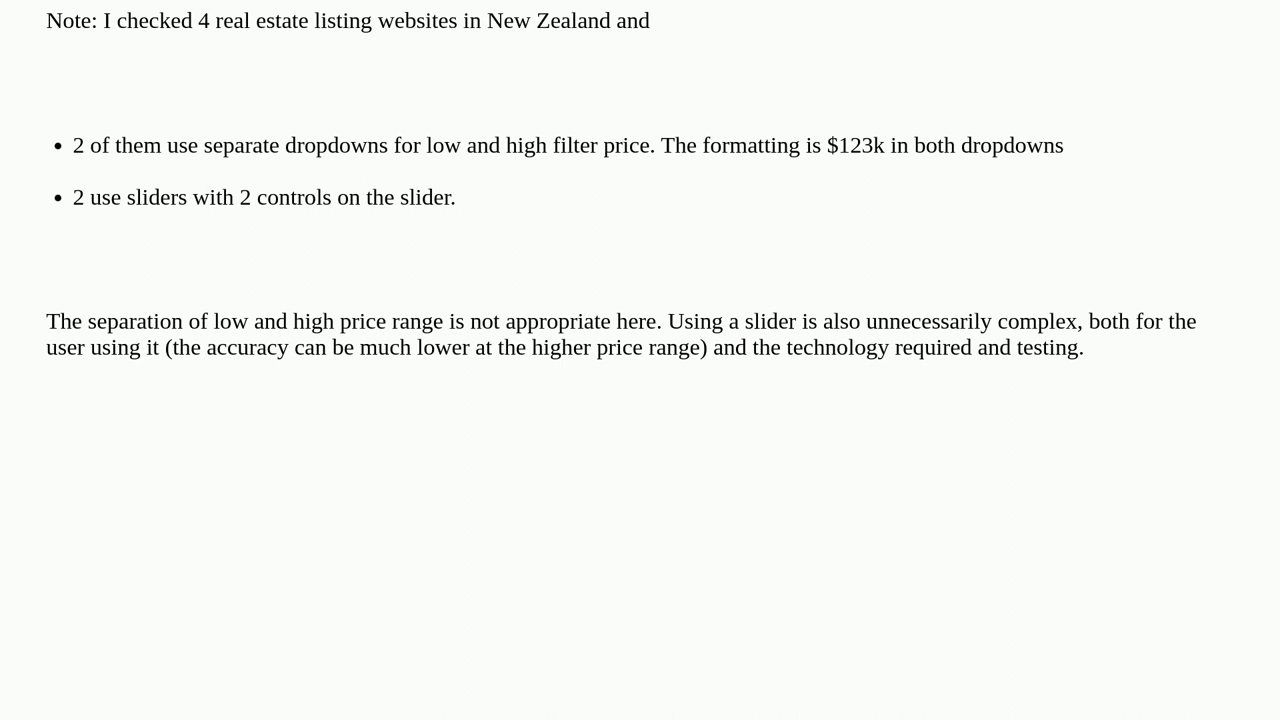 Note: I checked 4 real estate listing websites in New Zealand and
• 2 of them use separate dropdowns for low and high filter price. The formatting is $123k in both dropdowns
• 2 use sliders with 2 controls on the slider.
The separation of low and high price range is not appropriate here. Using a slider is also unnecessarily complex, both for the
user using it (the accuracy can be much lower at the higher price range) and the technology required and testing.